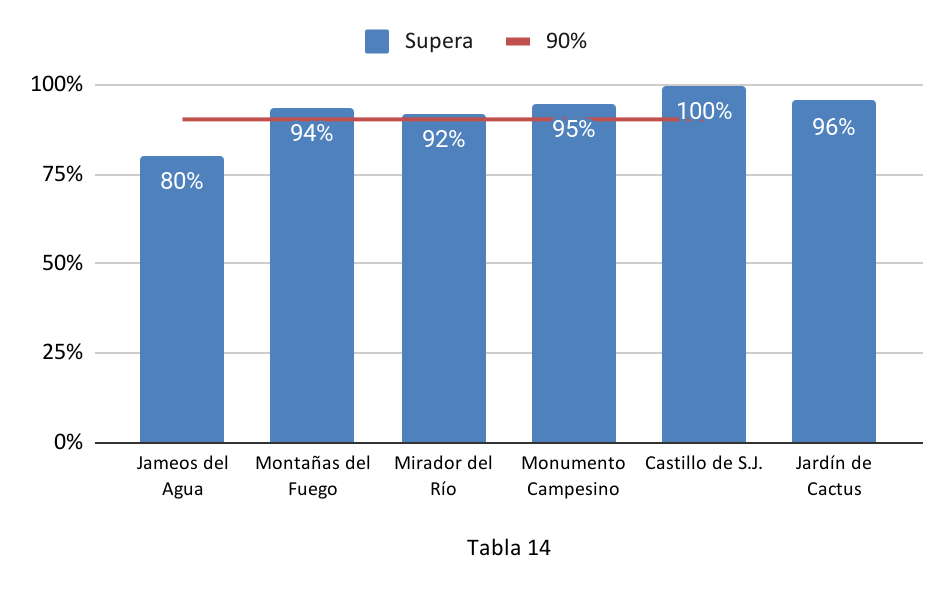 Supera 90%
100%
75%
50%
25%
0%
80%
94%
92%
95%
100%
96%
Jameos del Agua
Montañas del Fuego
Mirador del Río
Monumento Campesino
Castillo de S.J.
Jardín de Cactus
Tabla 14